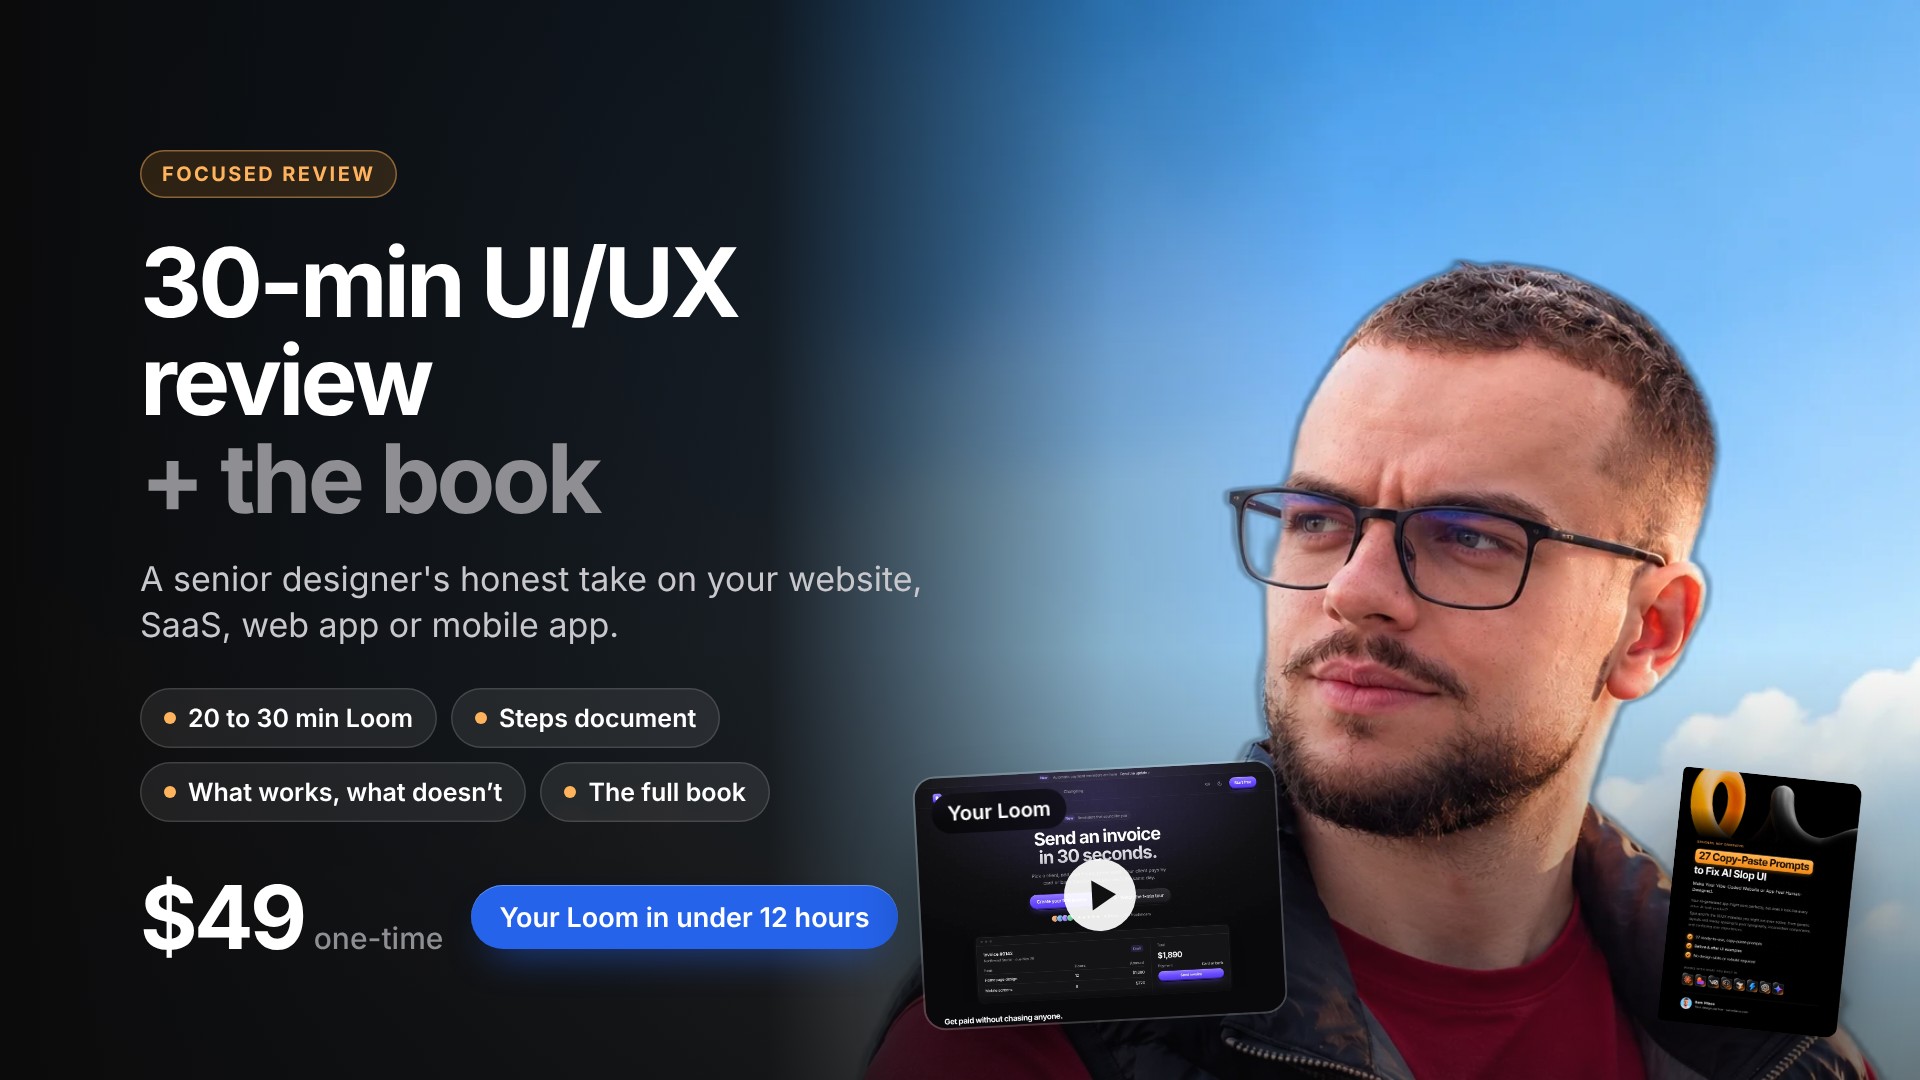 FOCUSED REVIEW
30-min UI/UX
review
+ the book
A senior designer's honest take on your website,
SaaS, web app or mobile app.
20 to 30 min Loom
Steps document
What works, what doesn’t
The full book
$49 one-time
Your Loom in under 12 hours
Your Loom
Send an invoice
in 30 seconds.
$1,890
Get paid without chasing anyone.
27 Copy-Paste Prompts
to Fix AI Slop UI